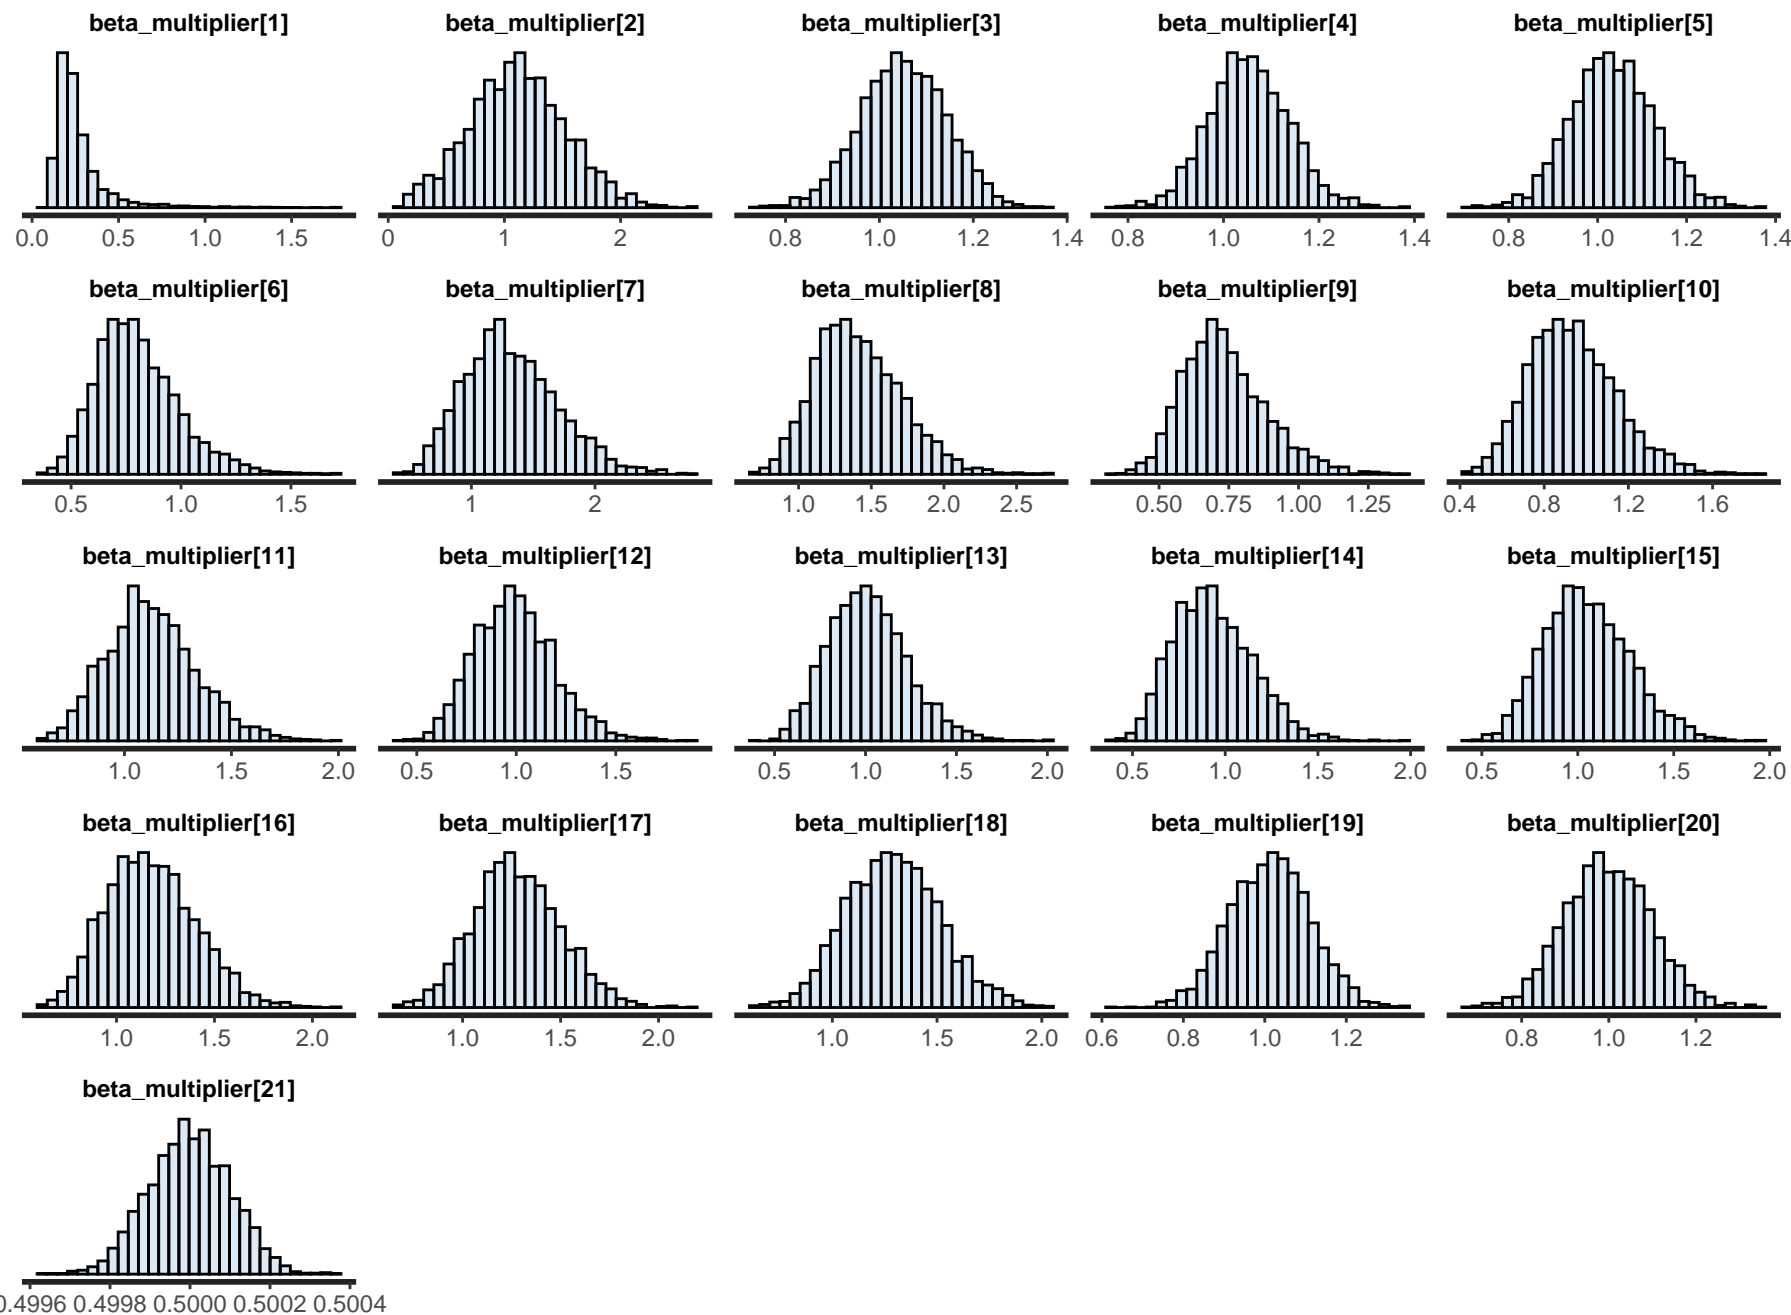 beta_multiplier[1] beta_multiplier[2] beta_multiplier[3] beta_multiplier[4] beta_multiplier[5]
0.0 0.5 1.0 1.5 0 1 2 0.8 1.0 1.2 1.4 0.8 1.0 1.2 1.4 0.8 1.0 1.2 1.4
beta_multiplier[6] beta_multiplier[7] beta_multiplier[8] beta_multiplier[9] beta_multiplier[10]
0.5 1.0 1.5 1 2 1.0 1.5 2.0 2.5 0.50 0.75 1.00 1.25 0.4 0.8 1.2 1.6
beta_multiplier[11] beta_multiplier[12] beta_multiplier[13] beta_multiplier[14] beta_multiplier[15]
1.0 1.5 2.0 0.5 1.0 1.5 0.5 1.0 1.5 2.0 0.5 1.0 1.5 2.0 0.5 1.0 1.5 2.0
beta_multiplier[16] beta_multiplier[17] beta_multiplier[18] beta_multiplier[19] beta_multiplier[20]
1.0 1.5 2.0 1.0 1.5 2.0 1.0 1.5 2.0 0.6 0.8 1.0 1.2 0.8 1.0 1.2
beta_multiplier[21]
0.4996 0.4998 0.5000 0.5002 0.5004